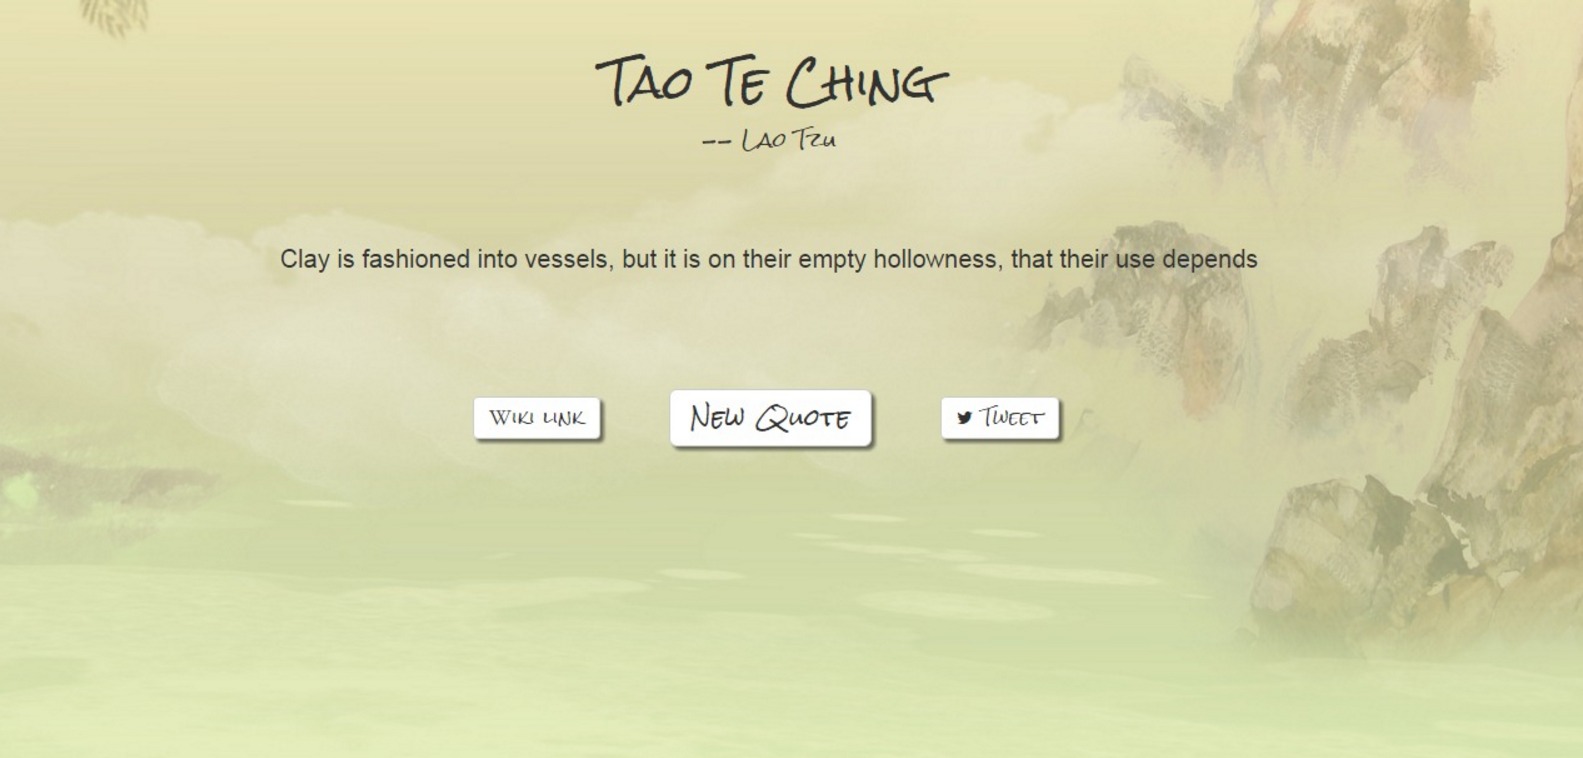 Tao Te Ching
-- Lao Tzu
Clay is fashioned into vessels, but it is on their empty hollowness, that their use depends
Wiki link
New Quote
Tweet